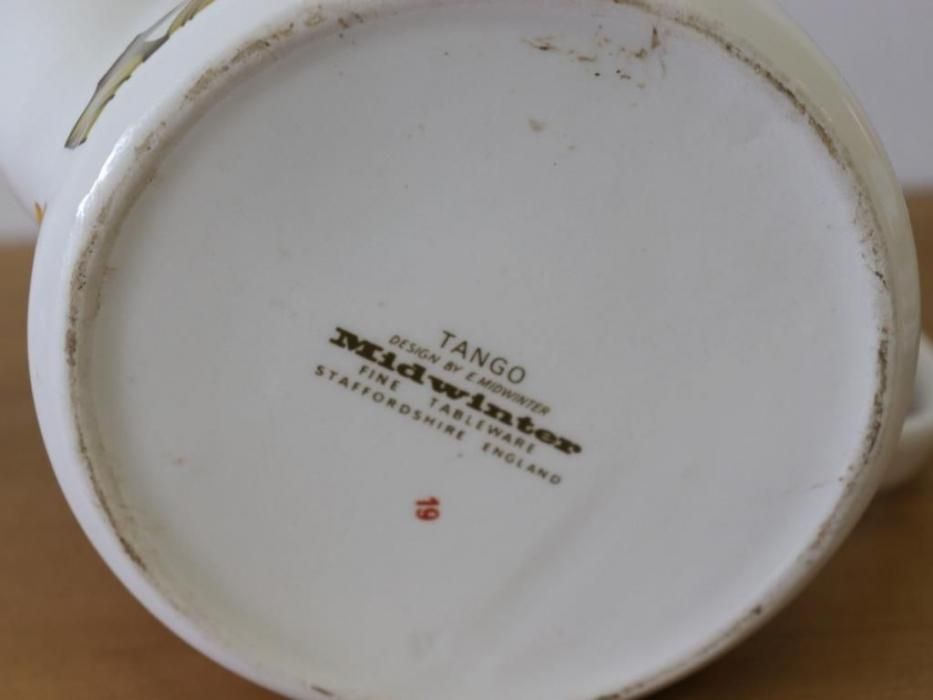 TANGO
DESIGN BY E.MIDWINTER
Midwinter
FINE TABLEWARE
STAFFORDSHIRE ENGLAND
19